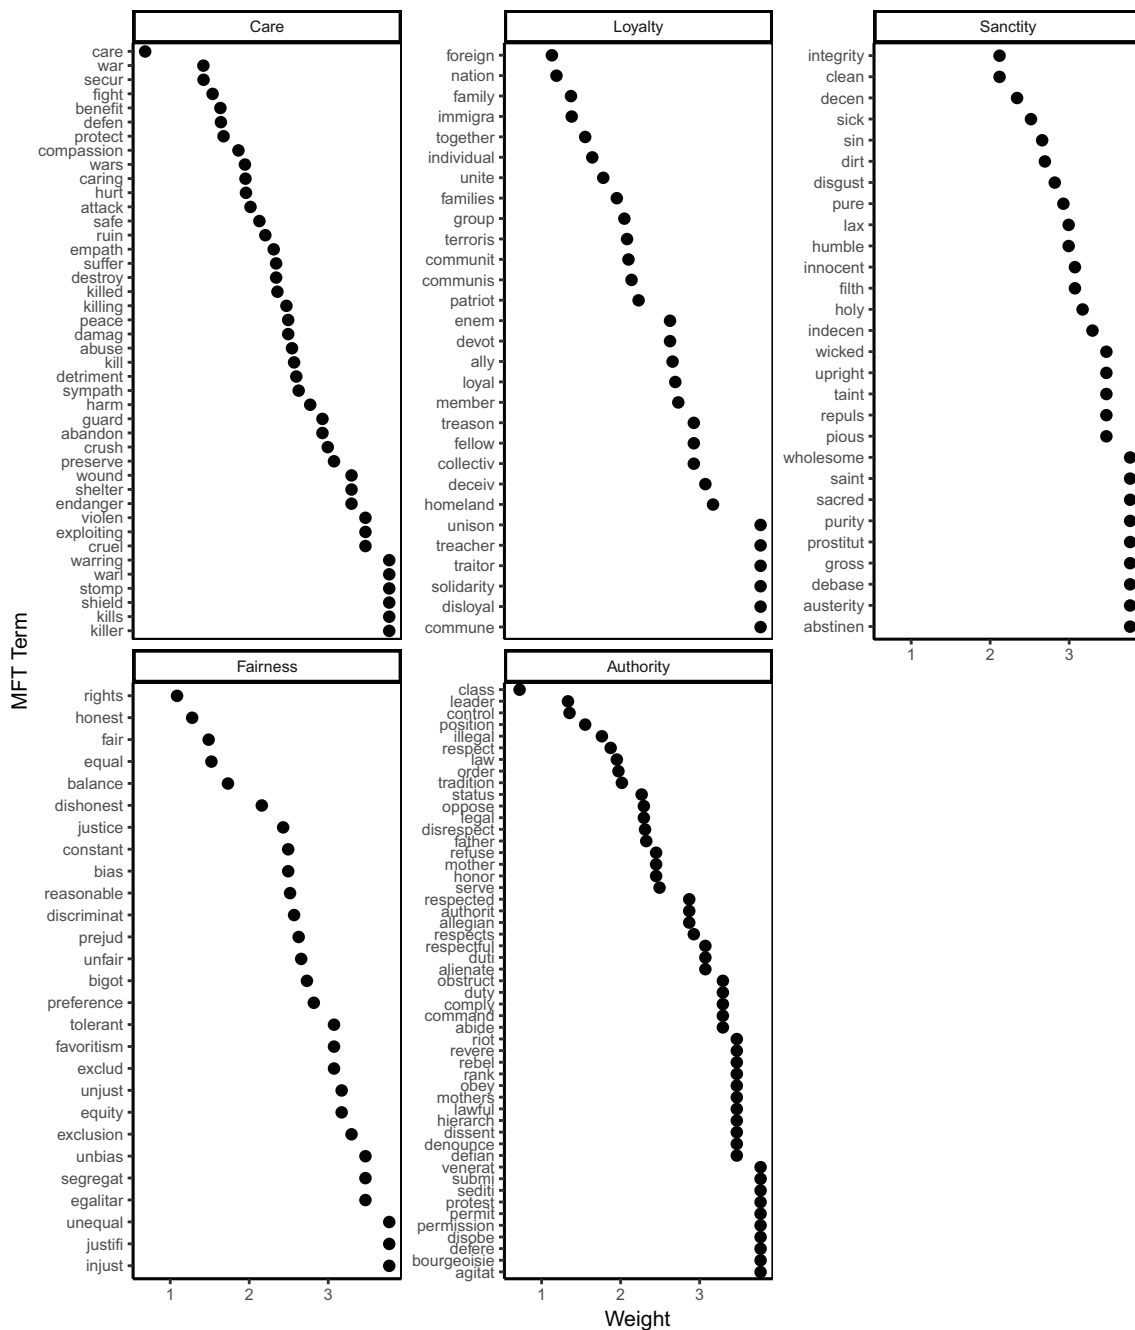 Care
care
war
secur
fight
benefit
defen
protect
compassion
wars
caring
hurt
attack
safe
ruin
empath
suffer
destroy
killed
killing
peace
damag
abuse
kill
detriment
sympath
harm
guard
abandon
crush
preserve
wound
shelter
endanger
violen
exploiting
cruel
warring
warl
stomp
shield
kills
killer
Loyalty
foreign
nation
family
immigra
together
individual
unite
families
group
terroris
communit
communis
patriot
enem
devot
ally
loyal
member
treason
fellow
collectiv
deceiv
homeland
unison
treacher
traitor
solidarity
disloyal
commune
Sanctity
integrity
clean
decen
sick
sin
dirt
disgust
pure
lax
humble
innocent
filth
holy
indecen
wicked
upright
taint
repuls
pious
wholesome
saint
sacred
purity
prostitut
gross
debase
austerity
abstinen
1 2 3
MFT Term
Fairness
rights
honest
fair
equal
balance
dishonest
justice
constant
bias
reasonable
discriminat
prejud
unfair
bigot
preference
tolerant
favoritism
exclud
unjust
equity
exclusion
unbias
segregat
egalitar
unequal
justifi
injust
1 2 3
Authority
class
leader
control
position
illegal
respect
law
order
tradition
status
oppose
legal
disrespect
father
refuse
mother
honor
serve
respected
authorit
allegian
respects
respectful
duti
alienate
obstruct
duty
comply
command
abide
riot
revere
rebel
rank
obey
mothers
lawful
hierarch
dissent
denounce
defian
venerat
submi
sediti
protest
permit
permission
disobe
defere
bourgeoisie
agitat
1 2 3
Weight